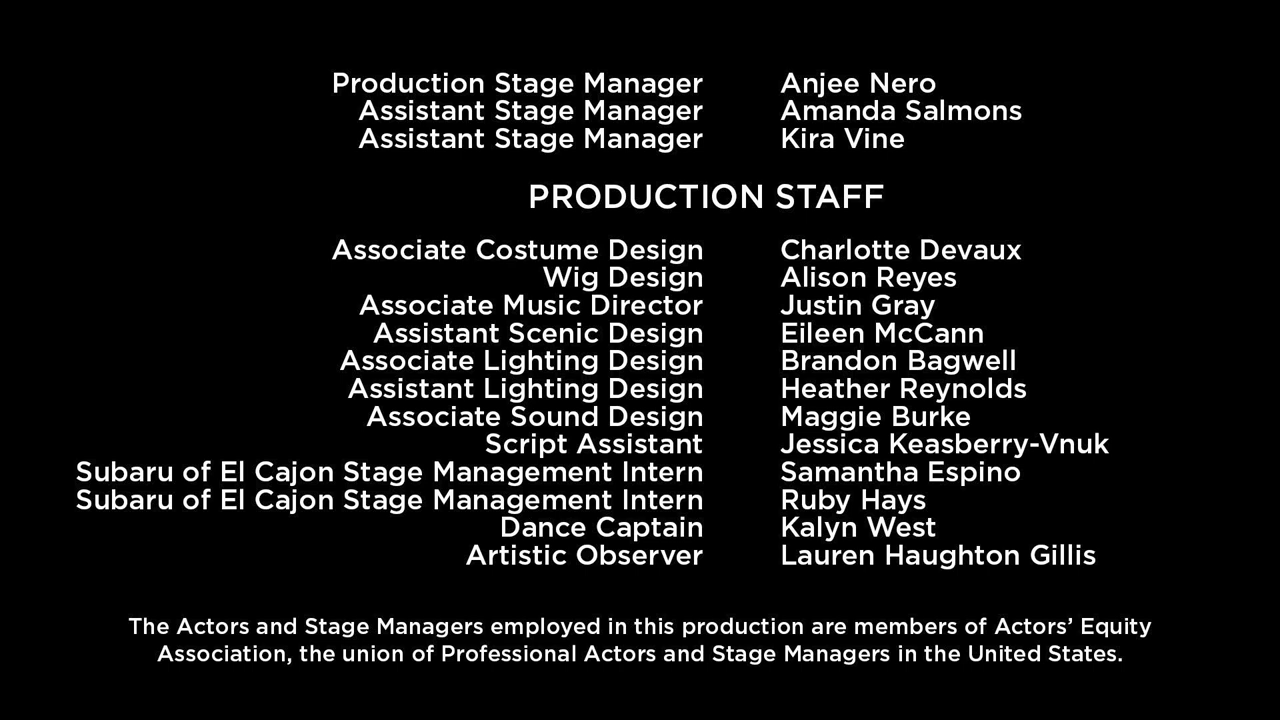 Production Stage Manager Anjee Nero
Assistant Stage Manager Amanda Salmons
Assistant Stage Manager Kira Vine
PRODUCTION STAFF
Associate Costume Design Charlotte Devaux
Wig Design Alison Reyes
Associate Music Director Justin Gray
Assistant Scenic Design Eileen McCann
Associate Lighting Design Brandon Bagwell
Assistant Lighting Design Heather Reynolds
Associate Sound Design Maggie Burke
Script Assistant Jessica Keasberry-Vnuk
Subaru of El Cajon Stage Management Intern Samantha Espino
Subaru of El Cajon Stage Management Intern Ruby Hays
Dance Captain Kalyn West
Artistic Observer Lauren Haughton Gillis
The Actors and Stage Managers employed in this production are members of Actors’ Equity
Association, the union of Professional Actors and Stage Managers in the United States.